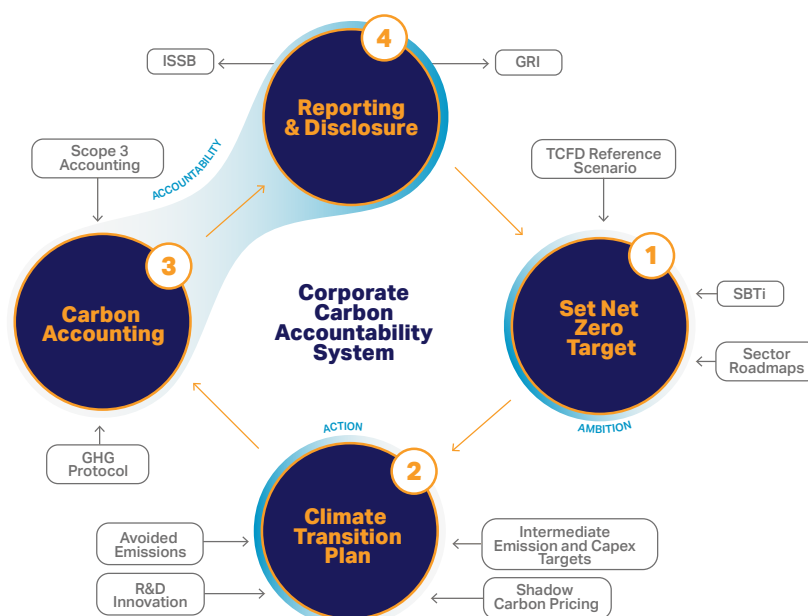 4
ISSB
GRI
Reporting
& Disclosure
Scope 3
Accounting
ACCOUNTABILITY
TCFD Reference
Scenario
3
1
Carbon
Accounting
Corporate
Carbon
Accountability
System
Set Net
Zero
Target
SBTi
Sector
Roadmaps
ACTION
AMBITION
GHG
Protocol
2
Climate
Transition
Plan
Avoided
Emissions
Intermediate
Emission and Capex
Targets
R&D
Innovation
Shadow
Carbon Pricing